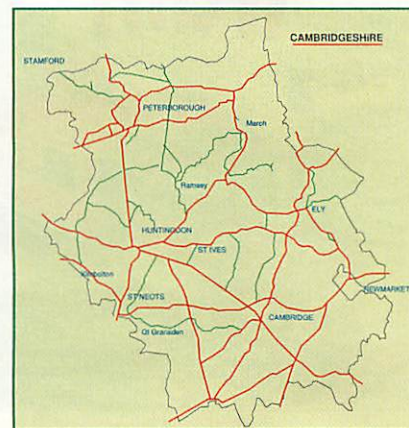 CAMBRIDGESHIRE
STAMFORD
PETERBOROUGH
March
Ramsey
ELY
HUNTINGDON
ST IVES
Kimbolton
NEWMARKET
ST NEOTS
CAMBRIDGE
Gt Gransden